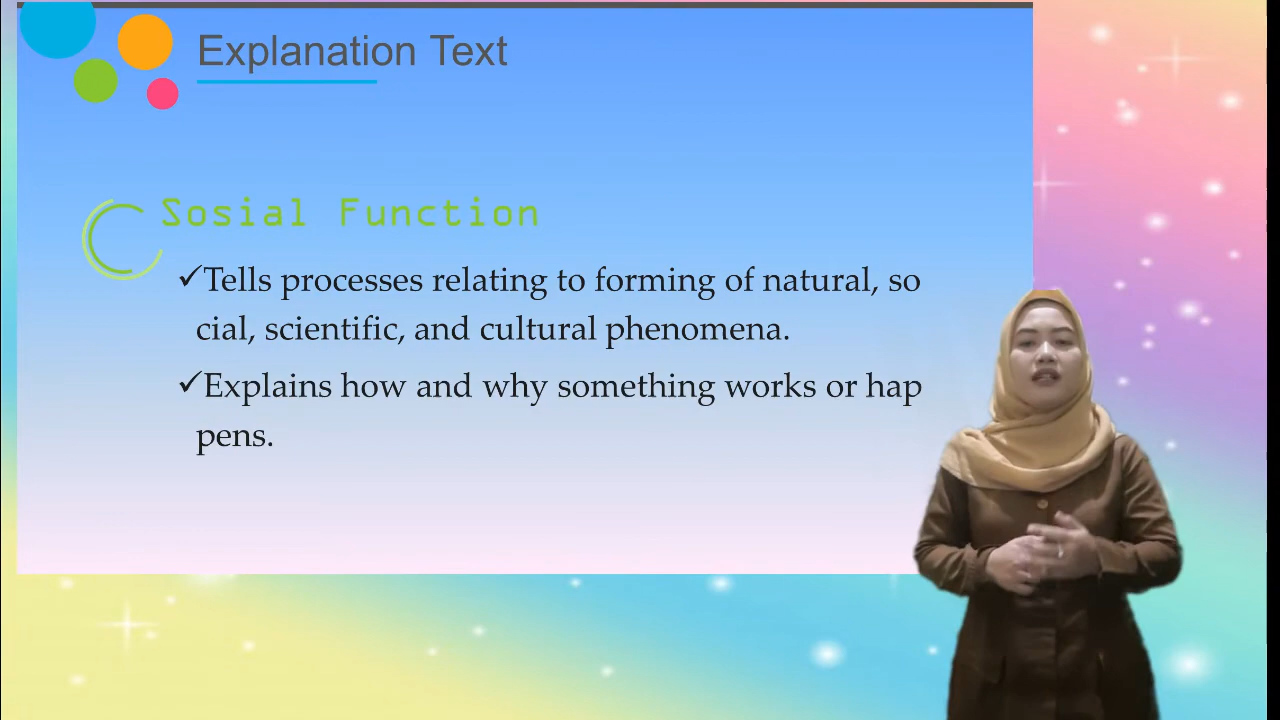 Explanation Text
Sosial Function
✓Tells processes relating to forming of natural, so
cial, scientific, and cultural phenomena.
✓Explains how and why something works or hap
pens.